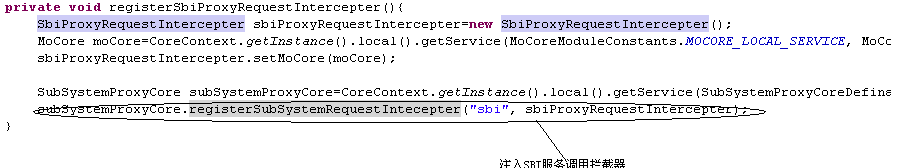 private void registerSbiProxyRequestIntercepter(){
SbiProxyRequestIntercepter sbiProxyRequestIntercepter=new SbiProxyRequestIntercepter();
MoCore moCore=CoreContext.getInstance().local().getService(MoCoreModuleConstants.MOCORE_LOCAL_SERVICE, MoCo
sbiProxyRequestIntercepter.setMoCore(moCore);
SubSystemProxyCore subSystemProxyCore=CoreContext.getInstance().local().getService(SubSystemProxyCoreDefina
subSystemProxyCore.registerSubSystemRequestIntecepter("sbi", sbiProxyRequestIntercepter);
}
注入SBI服务调用拦截器